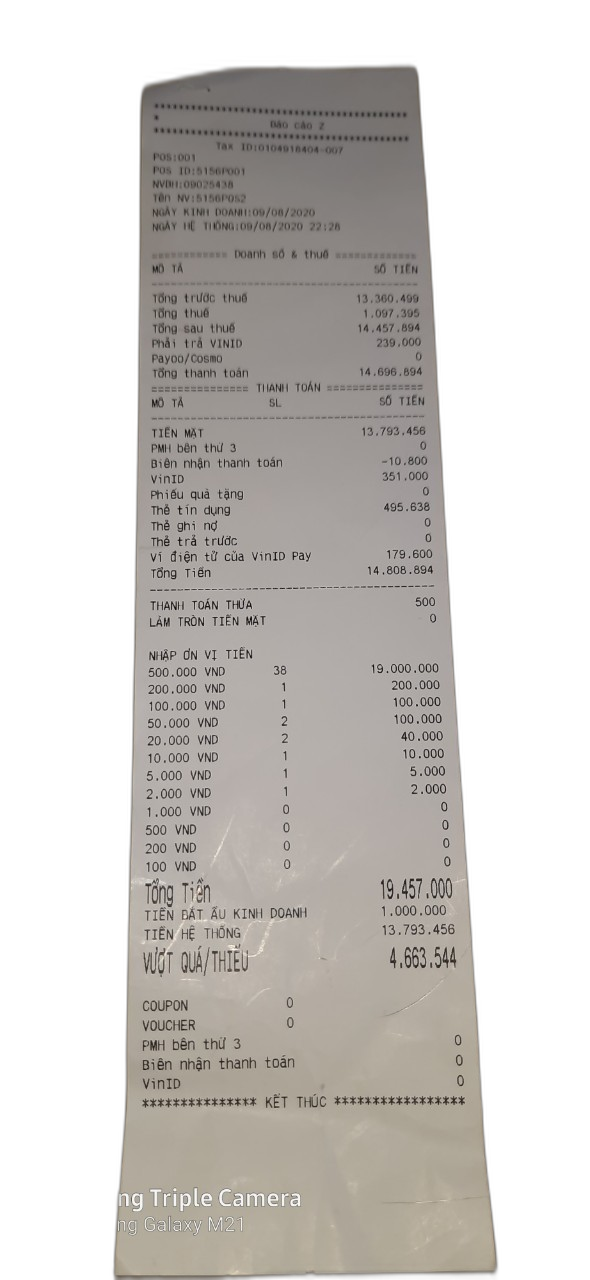 **********************************
*
Báo cáo Z
**********************************
Tax ID:0104918404-007
POS:001
POS ID:5156P001
NVBH:09025438
Tên NV:5156POS2
NGÀY KINH DOANH:09/08/2020
NGÀY HỆ THỐNG:09/08/2020 22:28
============ Doanh số & thuế =============
MÔ TẢ SỐ TIỀN
Tổng trước thuế 13.360.499
Tổng thuế 1.097.395
Tổng sau thuế 14.457.894
Phải trả VINID 239.000
Payoo/Cosmo 0
Tổng thanh toán 14.696.894
=============== THANH TOÁN ===============
MÔ TẢ SL SỐ TIỀN
TIỀN MẶT 13.793.456
PMH bên thứ 3 0
Biên nhận thanh toán -10.800
VinID 351.000
Phiếu quà tặng 0
Thẻ tín dụng 495.638
Thẻ ghi nợ 0
Thẻ trả trước 0
Ví điện tử của VinID Pay 179.600
Tổng Tiền 14.808.894
THANH TOÁN THỪA 500
LÀM TRÒN TIỀN MẶT 0
NHẬP ƠN VỊ TIỀN
500.000 VND 38 19.000.000
200.000 VND 1 200.000
100.000 VND 1 100.000
50.000 VND 2 100.000
20.000 VND 2 40.000
10.000 VND 1 10.000
5.000 VND 1 5.000
2.000 VND 1 2.000
1.000 VND 0 0
500 VND 0 0
200 VND 0 0
100 VND 0 0
Tổng Tiền 19.457.000
TIỀN BẮT ẤU KINH DOANH 1.000.000
TIỀN HỆ THỐNG 13.793.456
VƯỢT QUÁ/THIẾU 4.663.544
COUPON 0
VOUCHER 0
PMH bên thứ 3 0
Biên nhận thanh toán 0
VinID 0
*************** KẾT THÚC *****************
ng Triple Camera
ng Galaxy M21